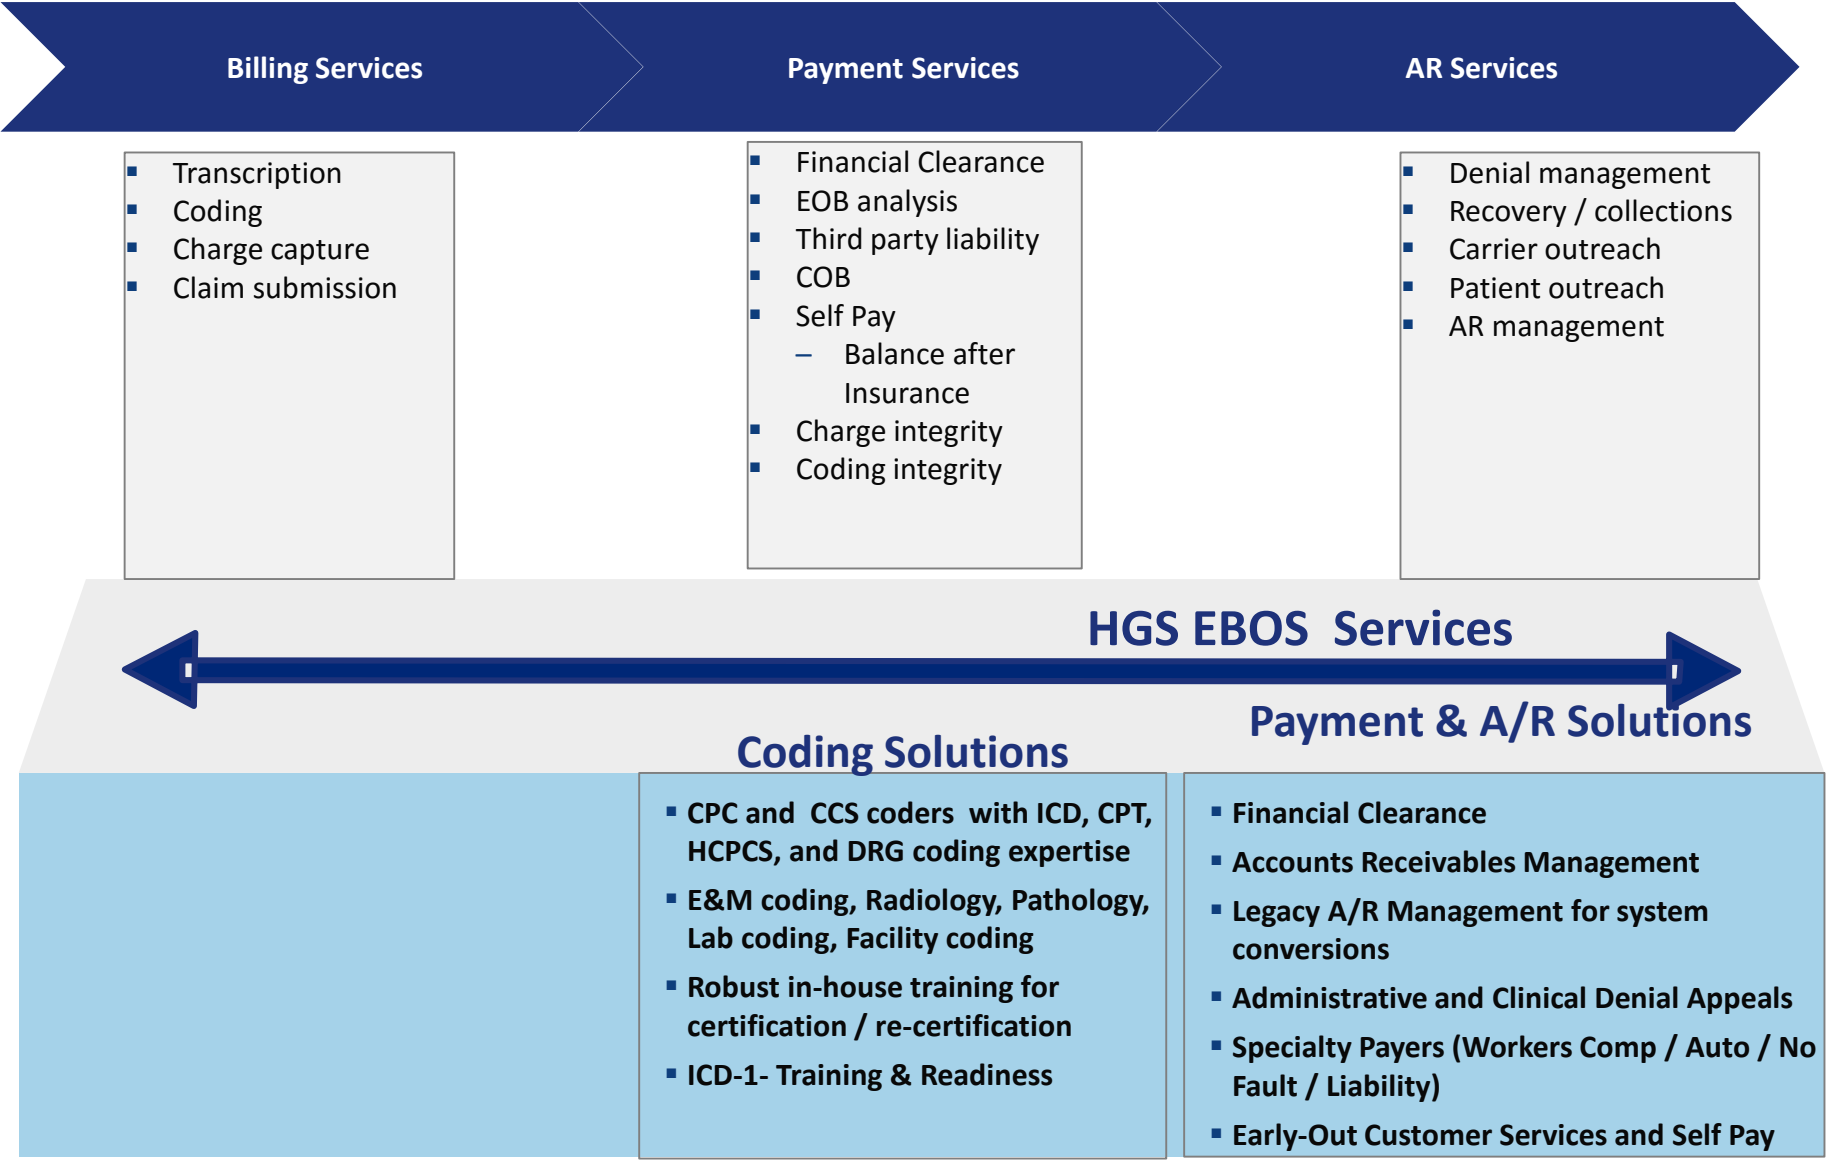 Billing Services
Payment Services
AR Services
▪ Transcription
▪ Coding
▪ Charge capture
▪ Claim submission
▪ Financial Clearance
▪ EOB analysis
▪ Third party liability
▪ COB
▪ Self Pay
– Balance after
Insurance
▪ Charge integrity
▪ Coding integrity
▪ Denial management
▪ Recovery / collections
▪ Carrier outreach
▪ Patient outreach
▪ AR management
HGS EBOS  Services
Coding Solutions
▪ CPC and  CCS coders  with ICD, CPT,
HCPCS, and DRG coding expertise
▪ E&M coding, Radiology, Pathology,
Lab coding, Facility coding
▪ Robust in-house training for
certification / re-certification
▪ ICD-1- Training & Readiness
Payment & A/R Solutions
▪ Financial Clearance
▪ Accounts Receivables Management
▪ Legacy A/R Management for system
conversions
▪ Administrative and Clinical Denial Appeals
▪ Specialty Payers (Workers Comp / Auto / No
Fault / Liability)
▪ Early-Out Customer Services and Self Pay